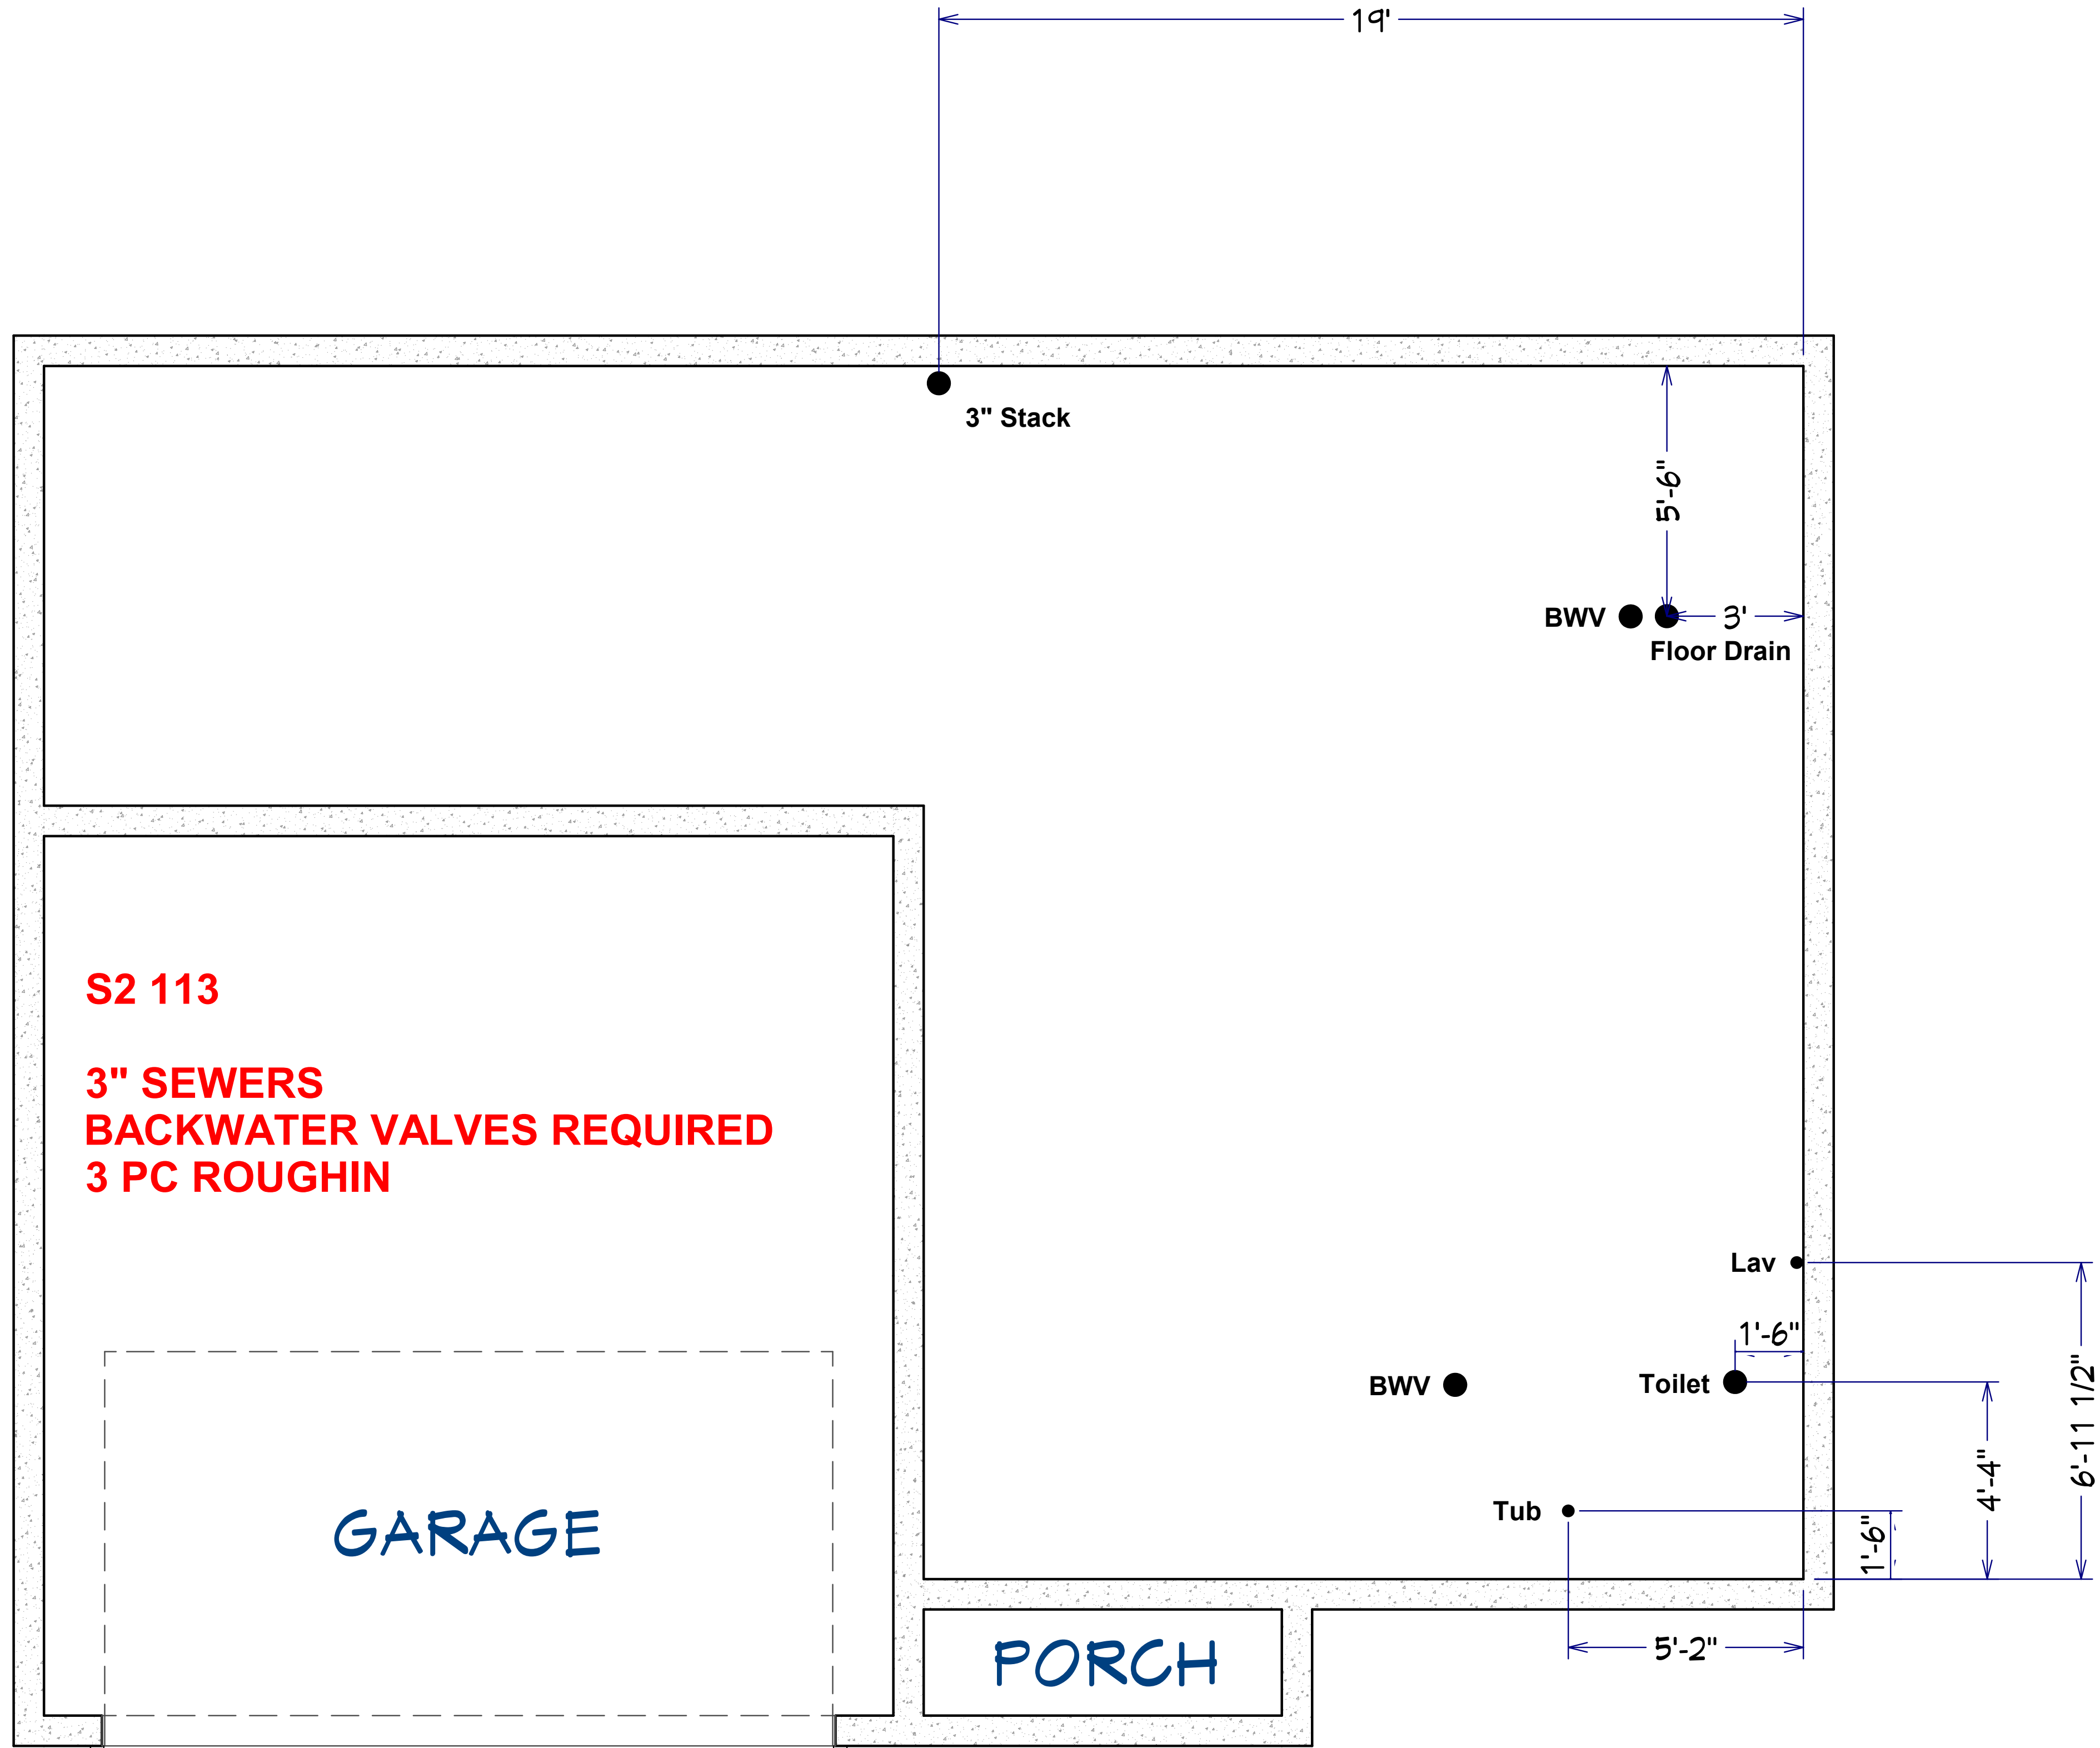 19'
3" Stack
5'-6"
BWV
3'
Floor Drain
S2 113
3" SEWERS
BACKWATER VALVES REQUIRED
3 PC ROUGHIN
Lav
1'-6"
BWV
Toilet
6'-11 1/2"
4'-4"
Tub
1'-6"
GARAGE
PORCH
5'-2"